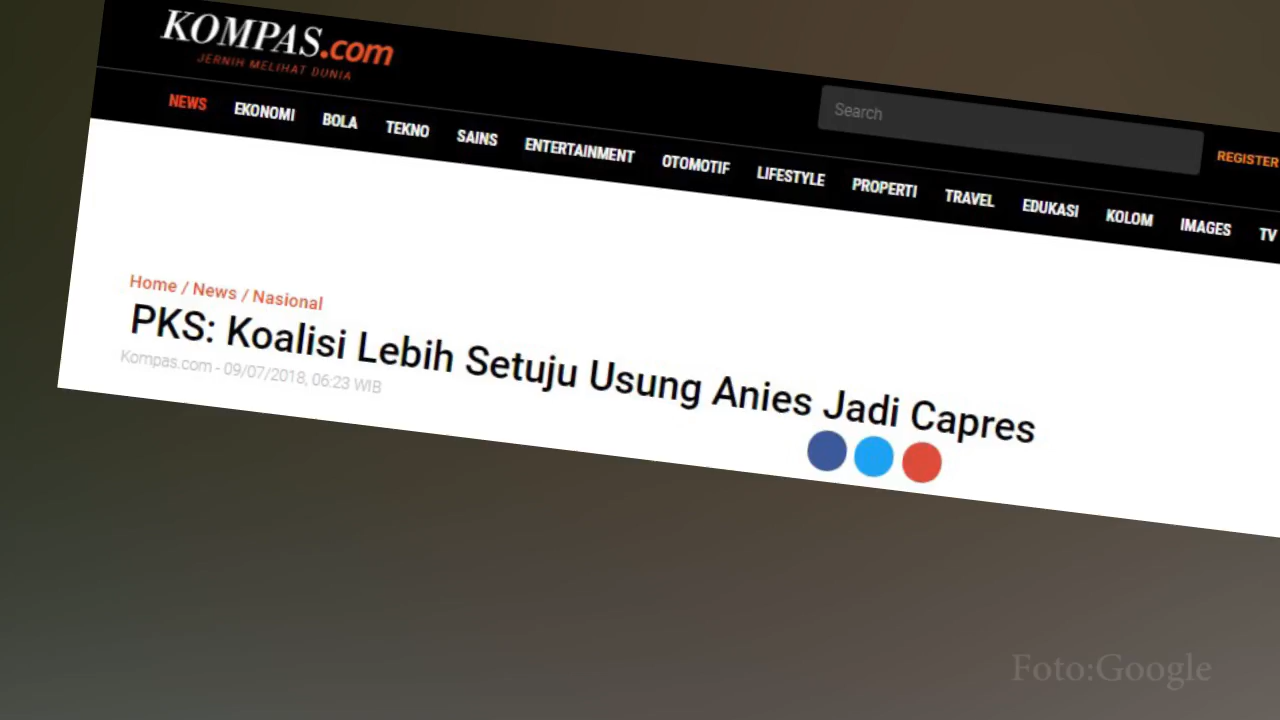 KOMPAS.com
JERNIH MELIHAT DUNIA
Search
REGISTER
NEWS EKONOMI BOLA TEKNO SAINS ENTERTAINMENT OTOMOTIF LIFESTYLE PROPERTI TRAVEL EDUKASI KOLOM IMAGES TV
Home / News / Nasional
PKS: Koalisi Lebih Setuju Usung Anies Jadi Capres
Kompas.com - 09/07/2018, 06:23 WIB
Foto:Google